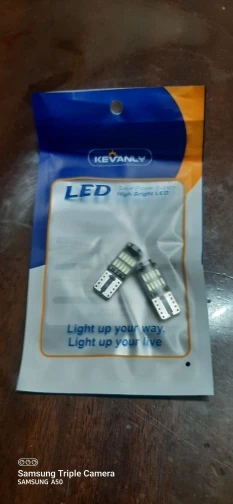 KEVANLY
LED
High Bright LED
Light up your way.
Light up your live
Samsung Triple Camera
SAMSUNG A50